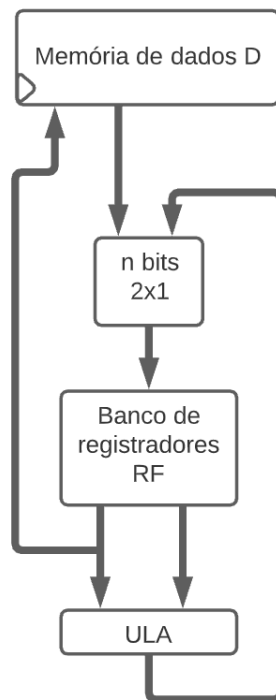 Memória de dados D
n bits
2x1
Banco de
registradores
RF
ULA